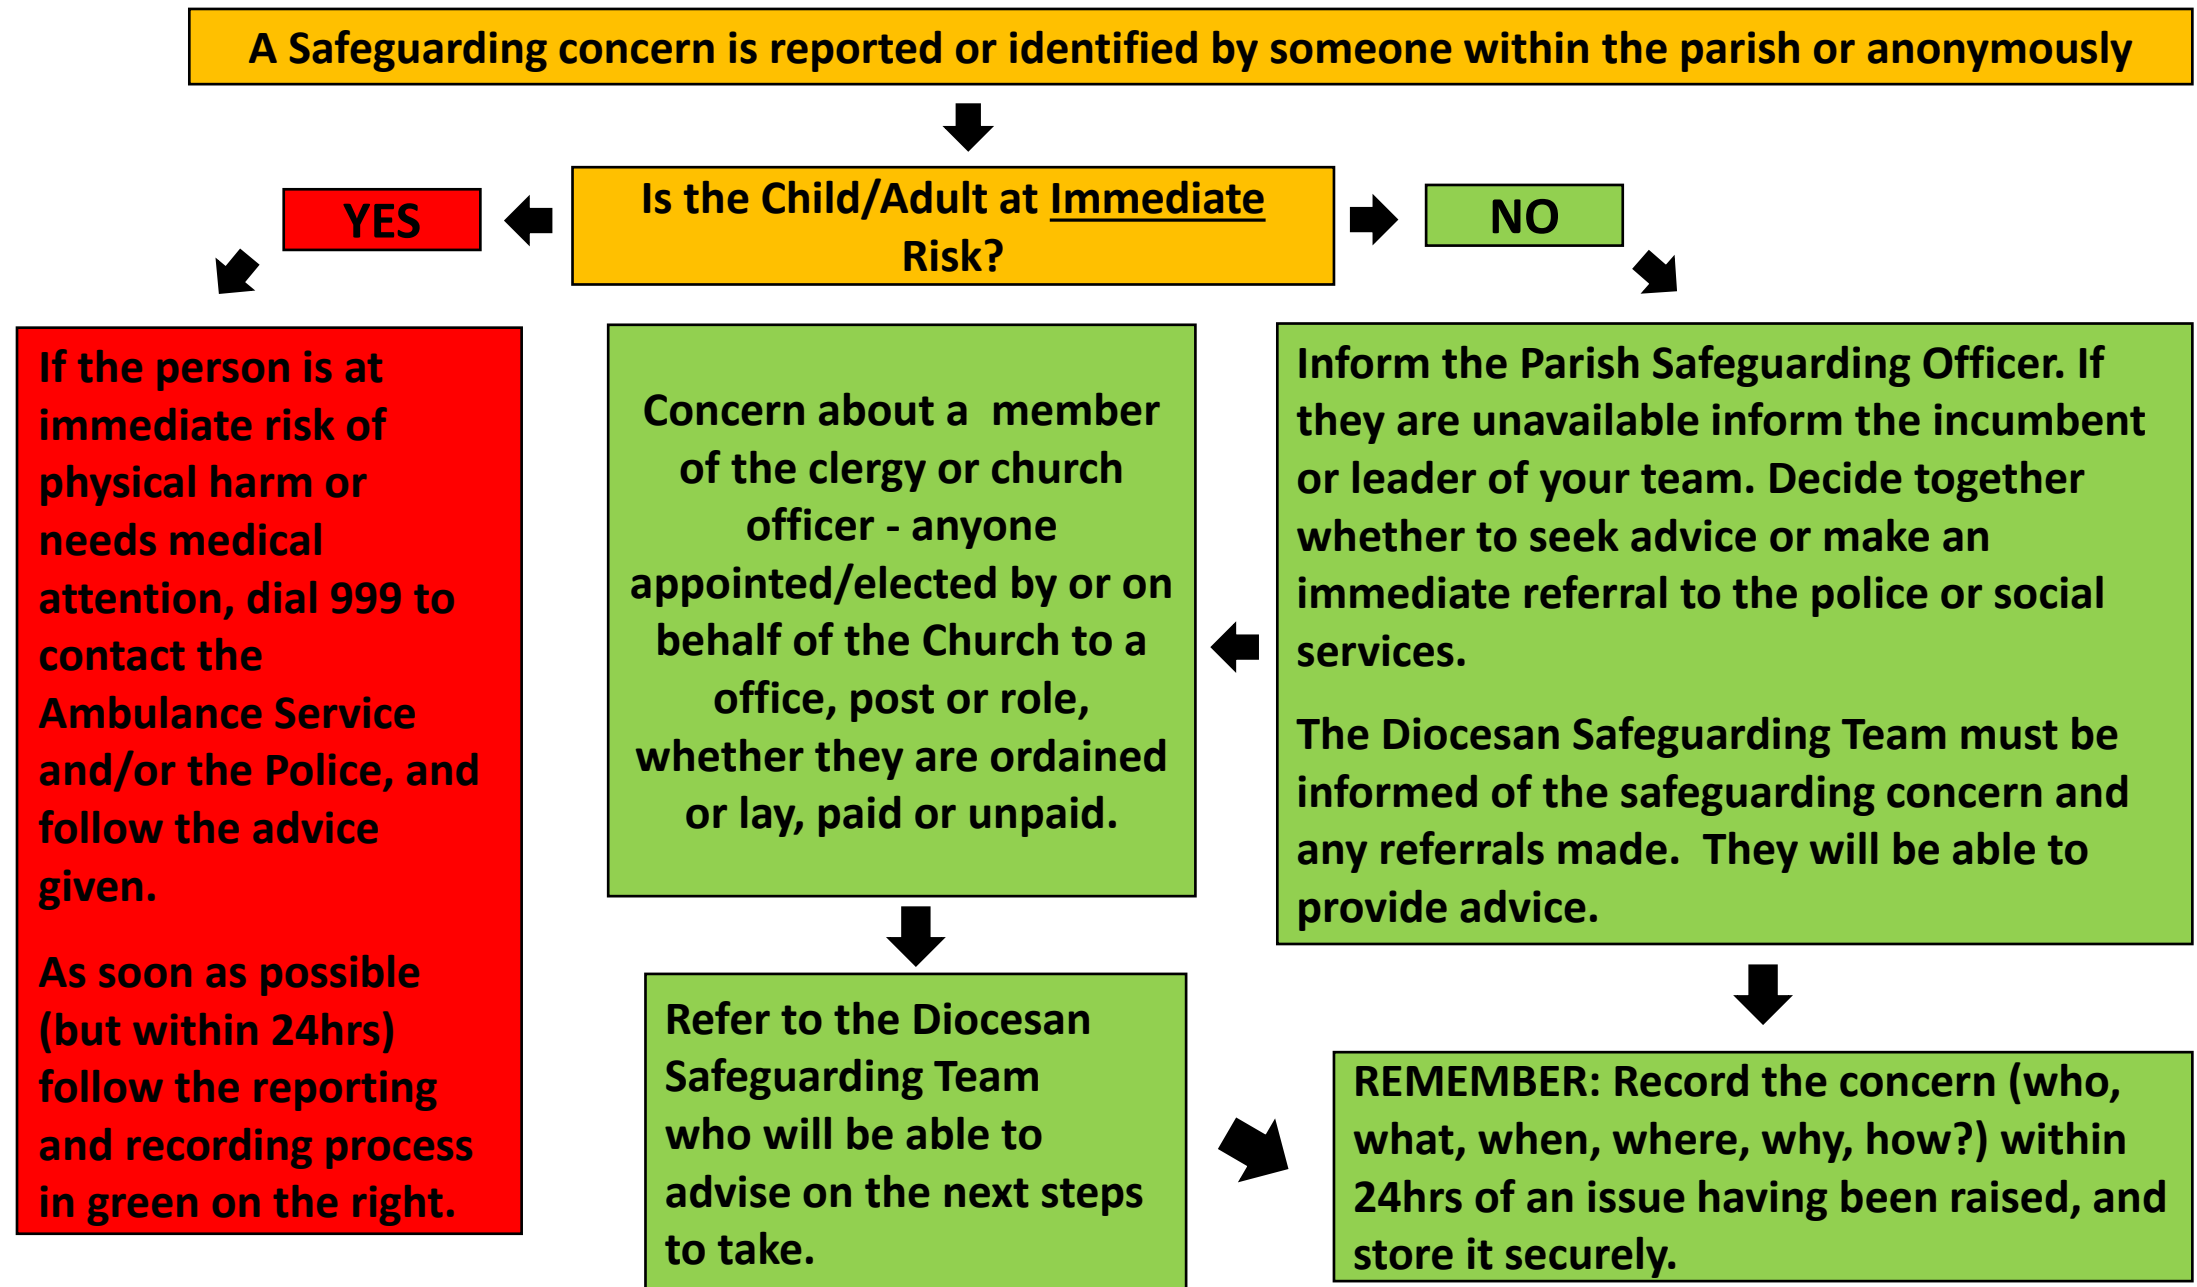 A Safeguarding concern is reported or identified by someone within the parish or anonymously
Is the Child/Adult at Immediate
Risk?
YES
NO
If the person is at
immediate risk of
physical harm or
needs medical
attention, dial 999 to
contact the
Ambulance Service
and/or the Police, and
follow the advice
given.
As soon as possible
(but within 24hrs)
follow the reporting
and recording process
in green on the right.
Concern about a  member
of the clergy or church
officer - anyone
appointed/elected by or on
behalf of the Church to a
office, post or role,
whether they are ordained
or lay, paid or unpaid.
Inform the Parish Safeguarding Officer. If
they are unavailable inform the incumbent
or leader of your team. Decide together
whether to seek advice or make an
immediate referral to the police or social
services.
The Diocesan Safeguarding Team must be
informed of the safeguarding concern and
any referrals made.  They will be able to
provide advice.
Refer to the Diocesan
Safeguarding Team
who will be able to
advise on the next steps
to take.
REMEMBER: Record the concern (who,
what, when, where, why, how?) within
24hrs of an issue having been raised, and
store it securely.